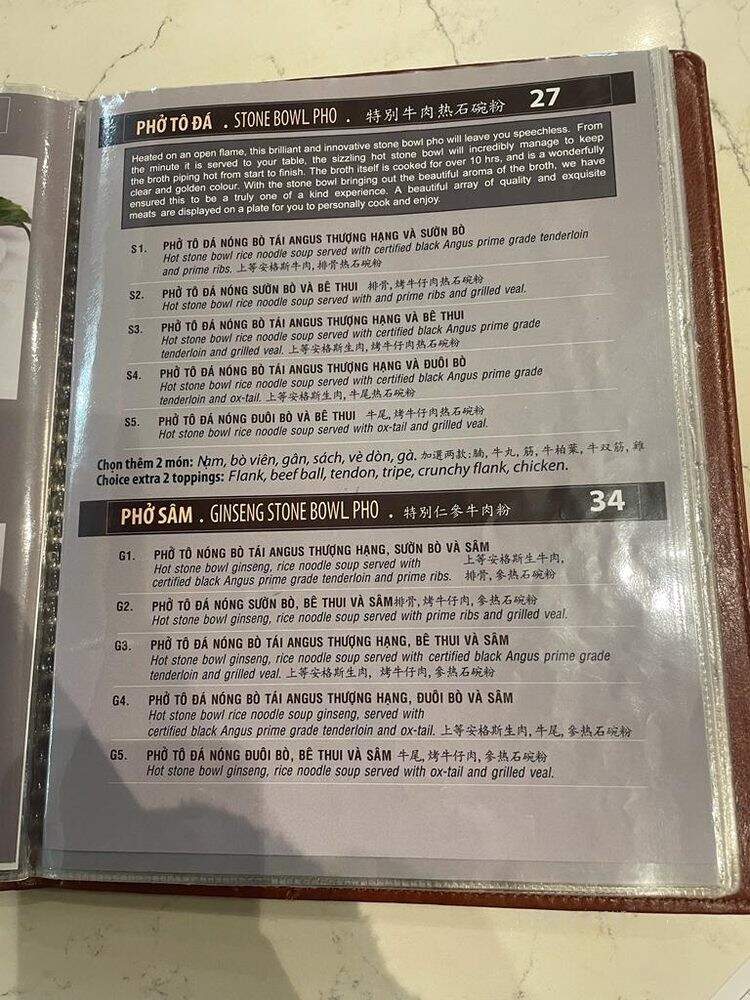 PHỞ TÔ ĐÁ . STONE BOWL PHO . 特別牛肉热石碗粉 27
Heated on an open flame, this brilliant and innovative stone bowl pho will leave you speechless. From
the minute it is served to your table, the sizzling hot stone bowl will incredibly manage to keep
the broth piping hot from start to finish. The broth itself is cooked for over 10 hrs, and is a wonderfully
clear and golden colour. With the stone bowl bringing out the beautiful aroma of the broth, we have
ensured this to be a truly one of a kind experience. A beautiful array of quality and exquisite
meats are displayed on a plate for you to personally cook and enjoy.
S1. PHỞ TÔ ĐÁ NÓNG BÒ TÁI ANGUS THƯỢNG HẠNG VÀ SƯỜN BÒ
Hot stone bowl rice noodle soup served with certified black Angus prime grade tenderloin
and prime ribs. 上等安格斯牛肉, 排骨热石碗粉
S2. PHỞ TÔ ĐÁ NÓNG SƯỜN BÒ VÀ BÊ THUI 排骨, 烤牛仔肉热石碗粉
Hot stone bowl rice noodle soup served with and prime ribs and grilled veal.
S3. PHỞ TÔ ĐÁ NÓNG BÒ TÁI ANGUS THƯỢNG HẠNG VÀ BÊ THUI
Hot stone bowl rice noodle soup served with certified black Angus prime grade
tenderloin and grilled veal. 上等安格斯生肉, 烤牛仔肉热石碗粉
S4. PHỞ TÔ ĐÁ NÓNG BÒ TÁI ANGUS THƯỢNG HẠNG VÀ ĐUÔI BÒ
Hot stone bowl rice noodle soup served with certified black Angus prime grade
tenderloin and ox-tail. 上等安格斯生肉, 牛尾热石碗粉
S5. PHỞ TÔ ĐÁ NÓNG ĐUÔI BÒ VÀ BÊ THUI 牛尾, 烤牛仔肉热石碗粉
Hot stone bowl rice noodle soup served with ox-tail and grilled veal.
Chọn thêm 2 món: Nạm, bò viên, gân, sách, vè dòn, gà. 加選两款: 腩, 牛丸, 筋, 牛柏葉, 牛双筋, 雞
Choice extra 2 toppings: Flank, beef ball, tendon, tripe, crunchy flank, chicken.
PHỞ SÂM . GINSENG STONE BOWL PHO . 特別仁參牛肉粉 34
G1. PHỞ TÔ NÓNG BÒ TÁI ANGUS THƯỢNG HẠNG, SƯỜN BÒ VÀ SÂM
Hot stone bowl ginseng, rice noodle soup served with 上等安格斯生牛肉,
certified black Angus prime grade tenderloin and prime ribs. 排骨, 參热石碗粉
G2. PHỞ TÔ ĐÁ NÓNG SƯỜN BÒ, BÊ THUI VÀ SÂM 排骨, 烤牛仔肉, 參热石碗粉
Hot stone bowl ginseng, rice noodle soup served with prime ribs and grilled veal.
G3. PHỞ TÔ ĐÁ NÓNG BÒ TÁI ANGUS THƯỢNG HẠNG, BÊ THUI VÀ SÂM
Hot stone bowl ginseng, rice noodle soup served with certified black Angus prime grade
tenderloin and grilled veal. 上等安格斯生肉, 烤牛仔肉, 參热石碗粉
G4. PHỞ TÔ ĐÁ NÓNG BÒ TÁI ANGUS THƯỢNG HẠNG, ĐUÔI BÒ VÀ SÂM
Hot stone bowl rice noodle soup ginseng, served with
certified black Angus prime grade tenderloin and ox-tail. 上等安格斯生肉, 牛尾, 參热石碗粉
G5. PHỞ TÔ ĐÁ NÓNG ĐUÔI BÒ, BÊ THUI VÀ SÂM 牛尾, 烤牛仔肉, 參热石碗粉
Hot stone bowl ginseng, rice noodle soup served with ox-tail and grilled veal.